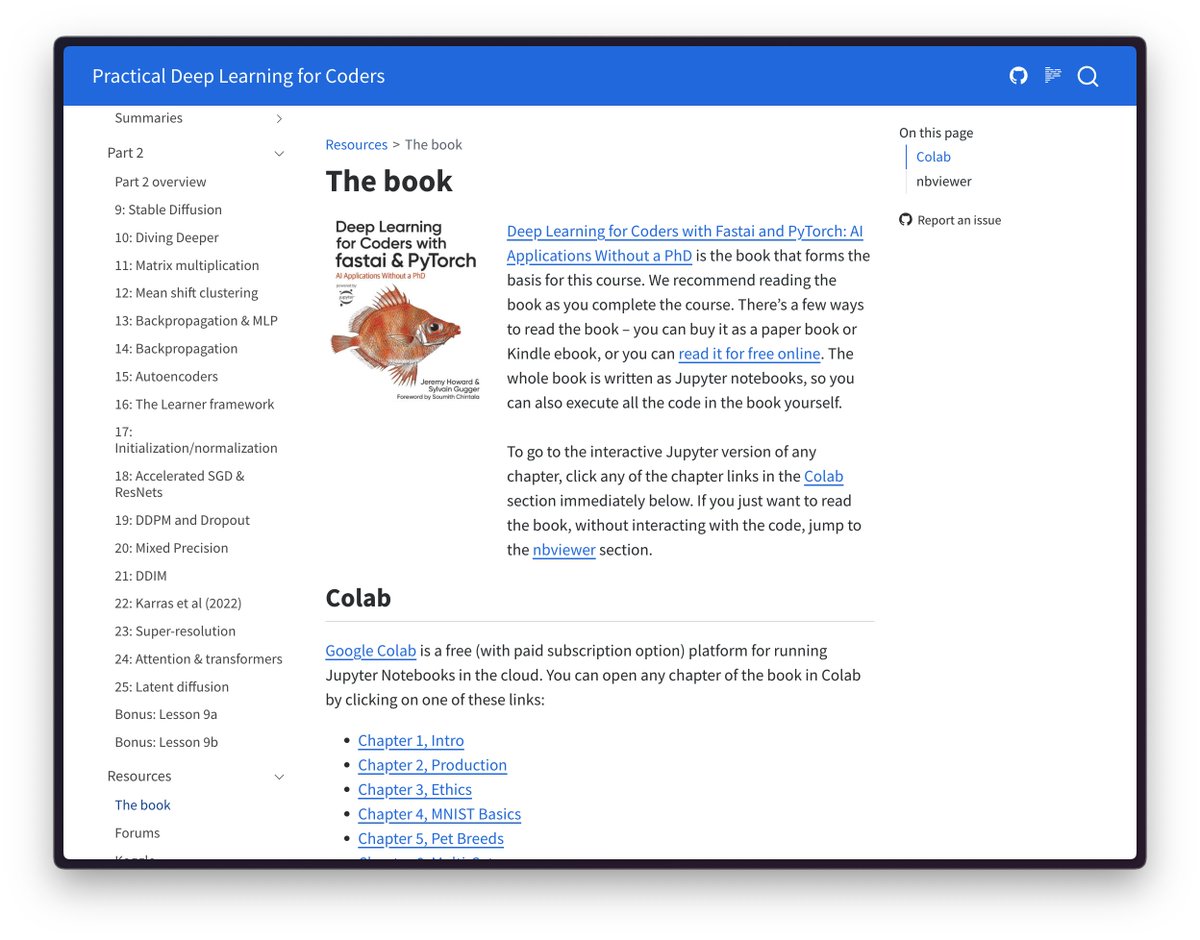 Practical Deep Learning for Coders
Summaries
Part 2
Part 2 overview
9: Stable Diffusion
10: Diving Deeper
11: Matrix multiplication
12: Mean shift clustering
13: Backpropagation & MLP
14: Backpropagation
15: Autoencoders
16: The Learner framework
17:
Initialization/normalization
18: Accelerated SGD &
ResNets
19: DDPM and Dropout
20: Mixed Precision
21: DDIM
22: Karras et al (2022)
23: Super-resolution
24: Attention & transformers
25: Latent diffusion
Bonus: Lesson 9a
Bonus: Lesson 9b
Resources
The book
Forums
Resources > The book
The book
Deep Learning
for Coders with
fastai & PyTorch
AI Applications Without a PhD
powered by
jupyter
Jeremy Howard &
Sylvain Gugger
Foreword by Soumith Chintala
Deep Learning for Coders with Fastai and PyTorch: AI
Applications Without a PhD is the book that forms the
basis for this course. We recommend reading the
book as you complete the course. There’s a few ways
to read the book – you can buy it as a paper book or
Kindle ebook, or you can read it for free online. The
whole book is written as Jupyter notebooks, so you
can also execute all the code in the book yourself.
To go to the interactive Jupyter version of any
chapter, click any of the chapter links in the Colab
section immediately below. If you just want to read
the book, without interacting with the code, jump to
the nbviewer section.
Colab
Google Colab is a free (with paid subscription option) platform for running
Jupyter Notebooks in the cloud. You can open any chapter of the book in Colab
by clicking on one of these links:
Chapter 1, Intro
Chapter 2, Production
Chapter 3, Ethics
Chapter 4, MNIST Basics
Chapter 5, Pet Breeds
On this page
Colab
nbviewer
Report an issue